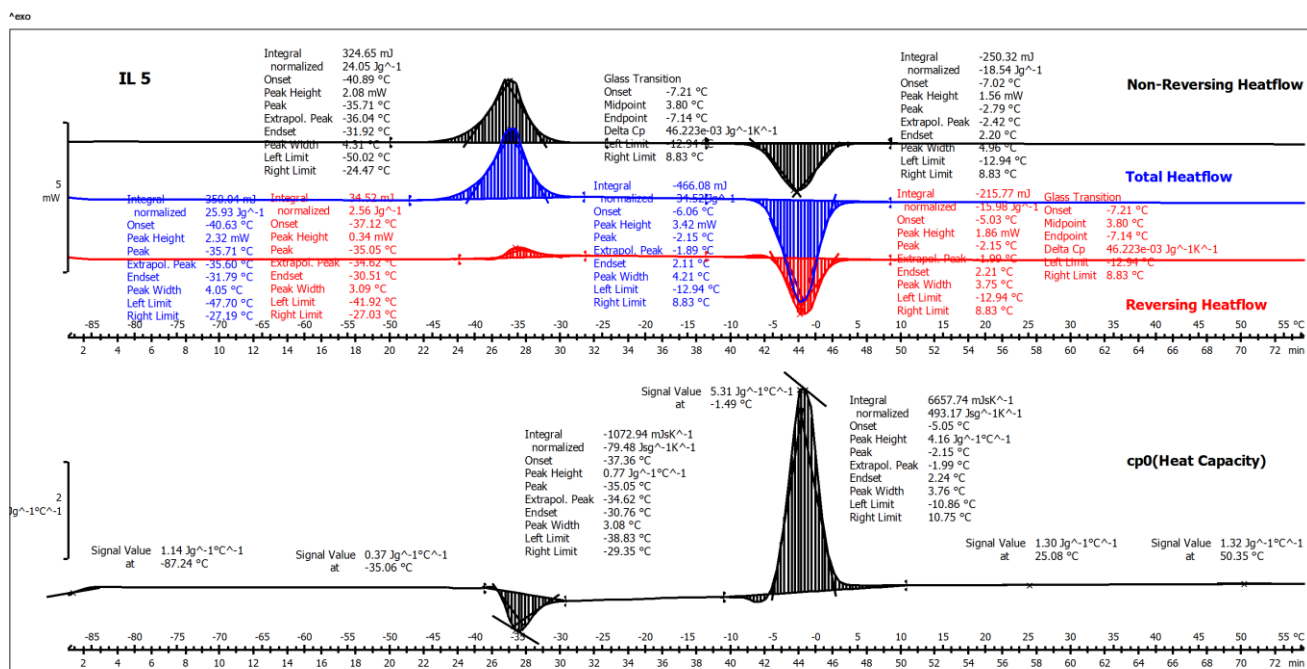 ^exo
IL 5
Integral 324.65 mJ
normalized 24.05 Jg^-1
Onset -40.89 °C
Peak Height 2.08 mW
Peak -35.71 °C
Extrapol. Peak -36.04 °C
Endset -31.92 °C
Peak Width 4.31 °C
Left Limit -50.02 °C
Right Limit -24.47 °C
Glass Transition
Onset -7.21 °C
Midpoint 3.80 °C
Endpoint -7.14 °C
Delta Cp 46.223e-03 Jg^-1K^-1
Left Limit -12.94 °C
Right Limit 8.83 °C
Integral -250.32 mJ
normalized -18.54 Jg^-1
Onset -7.02 °C
Peak Height 1.56 mW
Peak -2.79 °C
Extrapol. Peak -2.42 °C
Endset 2.20 °C
Peak Width 4.96 °C
Left Limit -12.94 °C
Right Limit 8.83 °C
Non-Reversing Heatflow
5
mW
Total Heatflow
Integral 350.04 mJ
normalized 25.93 Jg^-1
Onset -40.63 °C
Peak Height 2.32 mW
Peak -35.71 °C
Extrapol. Peak -35.60 °C
Endset -31.79 °C
Peak Width 4.05 °C
Left Limit -47.70 °C
Right Limit -27.19 °C
Integral 34.52 mJ
normalized 2.56 Jg^-1
Onset -37.12 °C
Peak Height 0.34 mW
Peak -35.05 °C
Extrapol. Peak -34.62 °C
Endset -30.51 °C
Peak Width 3.09 °C
Left Limit -41.92 °C
Right Limit -27.03 °C
Integral -466.08 mJ
normalized -34.52 Jg^-1
Onset -6.06 °C
Peak Height 3.42 mW
Peak -2.15 °C
Extrapol. Peak -1.89 °C
Endset 2.11 °C
Peak Width 4.21 °C
Left Limit -12.94 °C
Right Limit 8.83 °C
Integral -215.77 mJ
normalized -15.98 Jg^-1
Onset -5.03 °C
Peak Height 1.86 mW
Peak -2.15 °C
Extrapol. Peak -1.99 °C
Endset 2.21 °C
Peak Width 3.75 °C
Left Limit -12.94 °C
Right Limit 8.83 °C
Glass Transition
Onset -7.21 °C
Midpoint 3.80 °C
Endpoint -7.14 °C
Delta Cp 46.223e-03 Jg^-1K^-1
Left Limit -12.94 °C
Right Limit 8.83 °C
Reversing Heatflow
-85 -75 -65 -55 -45 -45 -35 -30 -25 -20 -15 -10 -5 -0 5 10 15 20 25 30 35 40 45 50 55 °C
2 4 6 8 10 12 14 16 18 20 22 24 26 28 30 32 34 36 38 40 42 44 46 48 50 52 54 56 58 60 62 64 66 68 70 72 min
Signal Value 5.31 Jg^-1°C^-1
at -1.49 °C
Integral -1072.94 mJsK^-1
normalized -79.48 Jsg^-1K^-1
Onset -37.36 °C
Peak Height 0.77 Jg^-1°C^-1
Peak -35.05 °C
Extrapol. Peak -34.62 °C
Endset -30.76 °C
Peak Width 3.08 °C
Left Limit -38.83 °C
Right Limit -29.35 °C
Integral 6657.74 mJsK^-1
normalized 493.17 Jsg^-1K^-1
Onset -5.05 °C
Peak Height 4.16 Jg^-1°C^-1
Peak -2.15 °C
Extrapol. Peak -1.99 °C
Endset 2.24 °C
Peak Width 3.76 °C
Left Limit -10.86 °C
Right Limit 10.75 °C
cp0(Heat Capacity)
2
Jg^-1°C^-1
Signal Value 1.14 Jg^-1°C^-1
at -87.24 °C
Signal Value 0.37 Jg^-1°C^-1
at -35.06 °C
Signal Value 1.30 Jg^-1°C^-1
at 25.08 °C
Signal Value 1.32 Jg^-1°C^-1
at 50.35 °C
-85 -75 -65 -55 -45 -45 -35 -30 -25 -20 -15 -10 -5 -0 5 10 15 20 25 30 35 40 45 50 55 °C
2 4 6 8 10 12 14 16 18 20 22 24 26 28 30 32 34 36 38 40 42 44 46 48 50 52 54 56 58 60 62 64 66 68 70 72 min